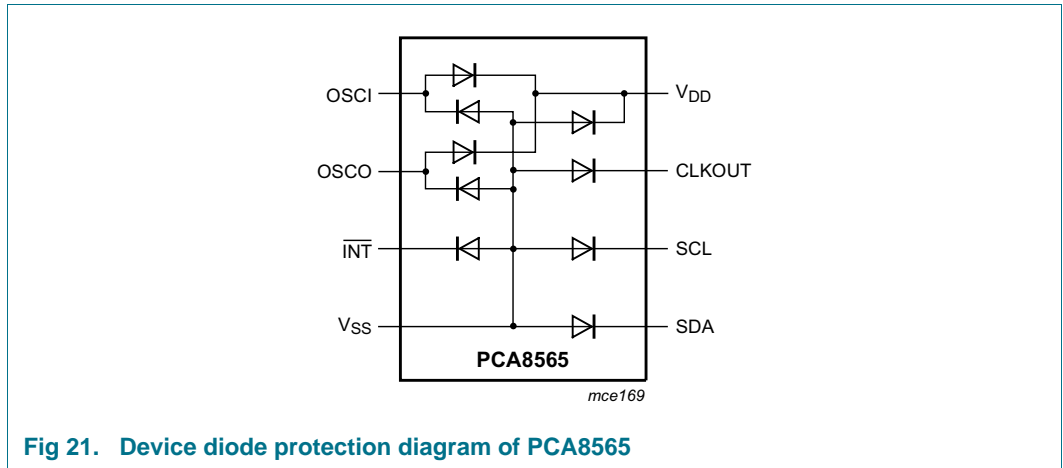 OSCI
OSCO
INT
VSS
VDD
CLKOUT
SCL
SDA
PCA8565
mce169
Fig 21. Device diode protection diagram of PCA8565